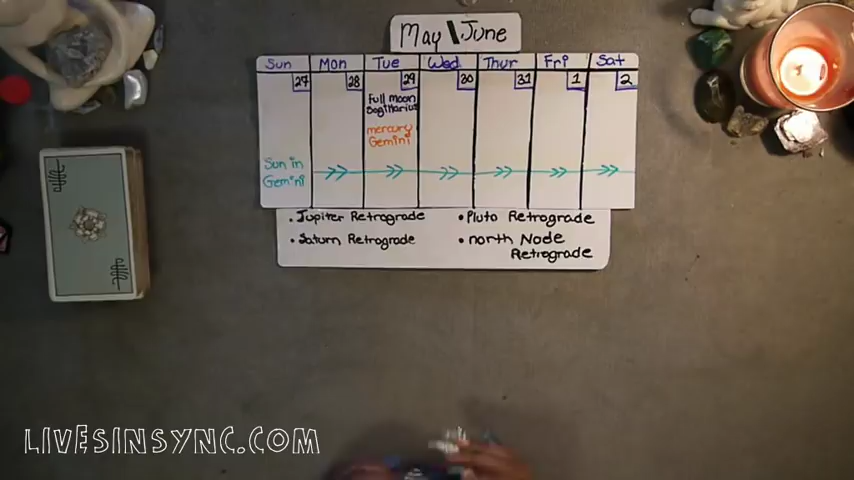 May \ June
Sun Mon Tue Wed Thur Fri Sat
27 28 29 30 31 1 2
Full moon
Sagittarius
mercury
Gemini
Sun in
Gemini
• Jupiter Retrograde
• Saturn Retrograde
• Pluto Retrograde
• north Node
Retrograde
LIVESINSYNC.COM